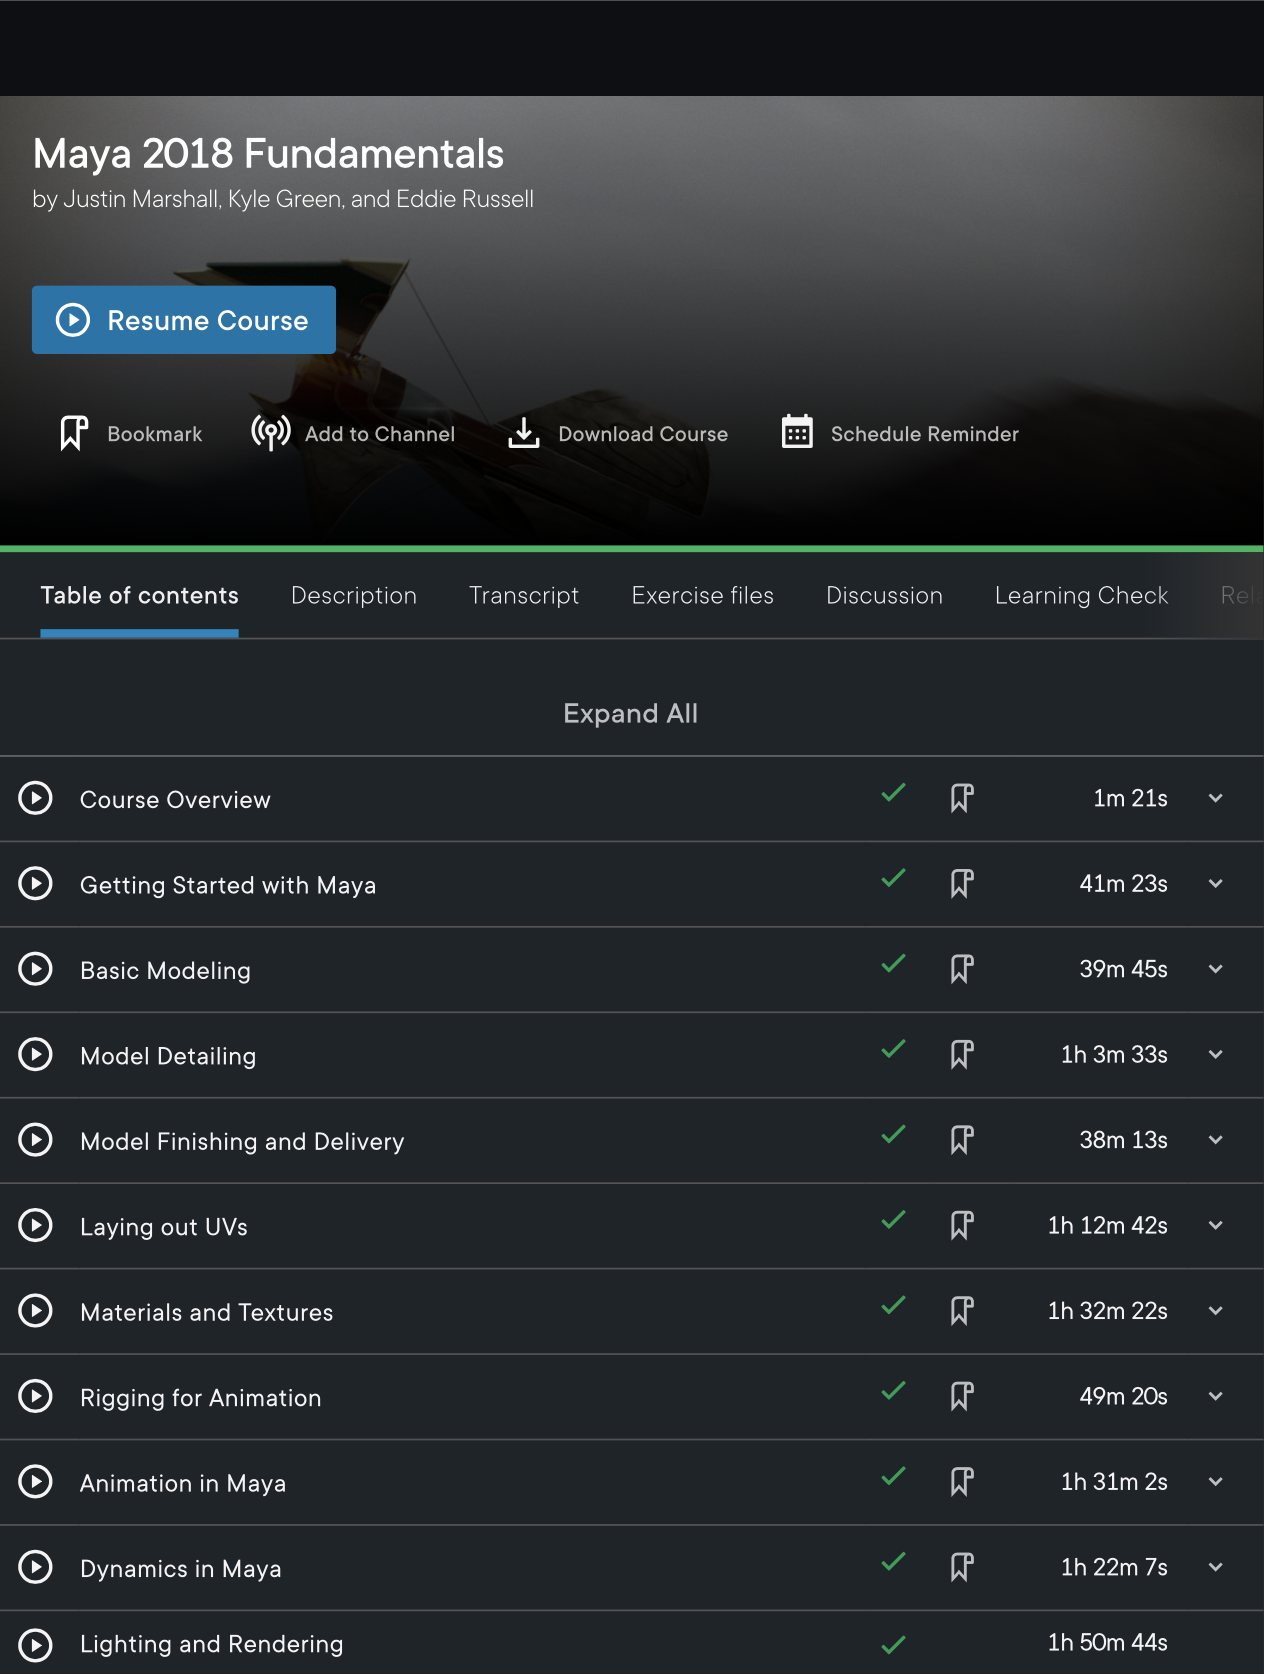 Maya 2018 Fundamentals
by Justin Marshall, Kyle Green, and Eddie Russell
Resume Course
Bookmark Add to Channel Download Course Schedule Reminder
Table of contents Description Transcript Exercise files Discussion Learning Check
Expand All
Course Overview 1m 21s
Getting Started with Maya 41m 23s
Basic Modeling 39m 45s
Model Detailing 1h 3m 33s
Model Finishing and Delivery 38m 13s
Laying out UVs 1h 12m 42s
Materials and Textures 1h 32m 22s
Rigging for Animation 49m 20s
Animation in Maya 1h 31m 2s
Dynamics in Maya 1h 22m 7s
Lighting and Rendering 1h 50m 44s